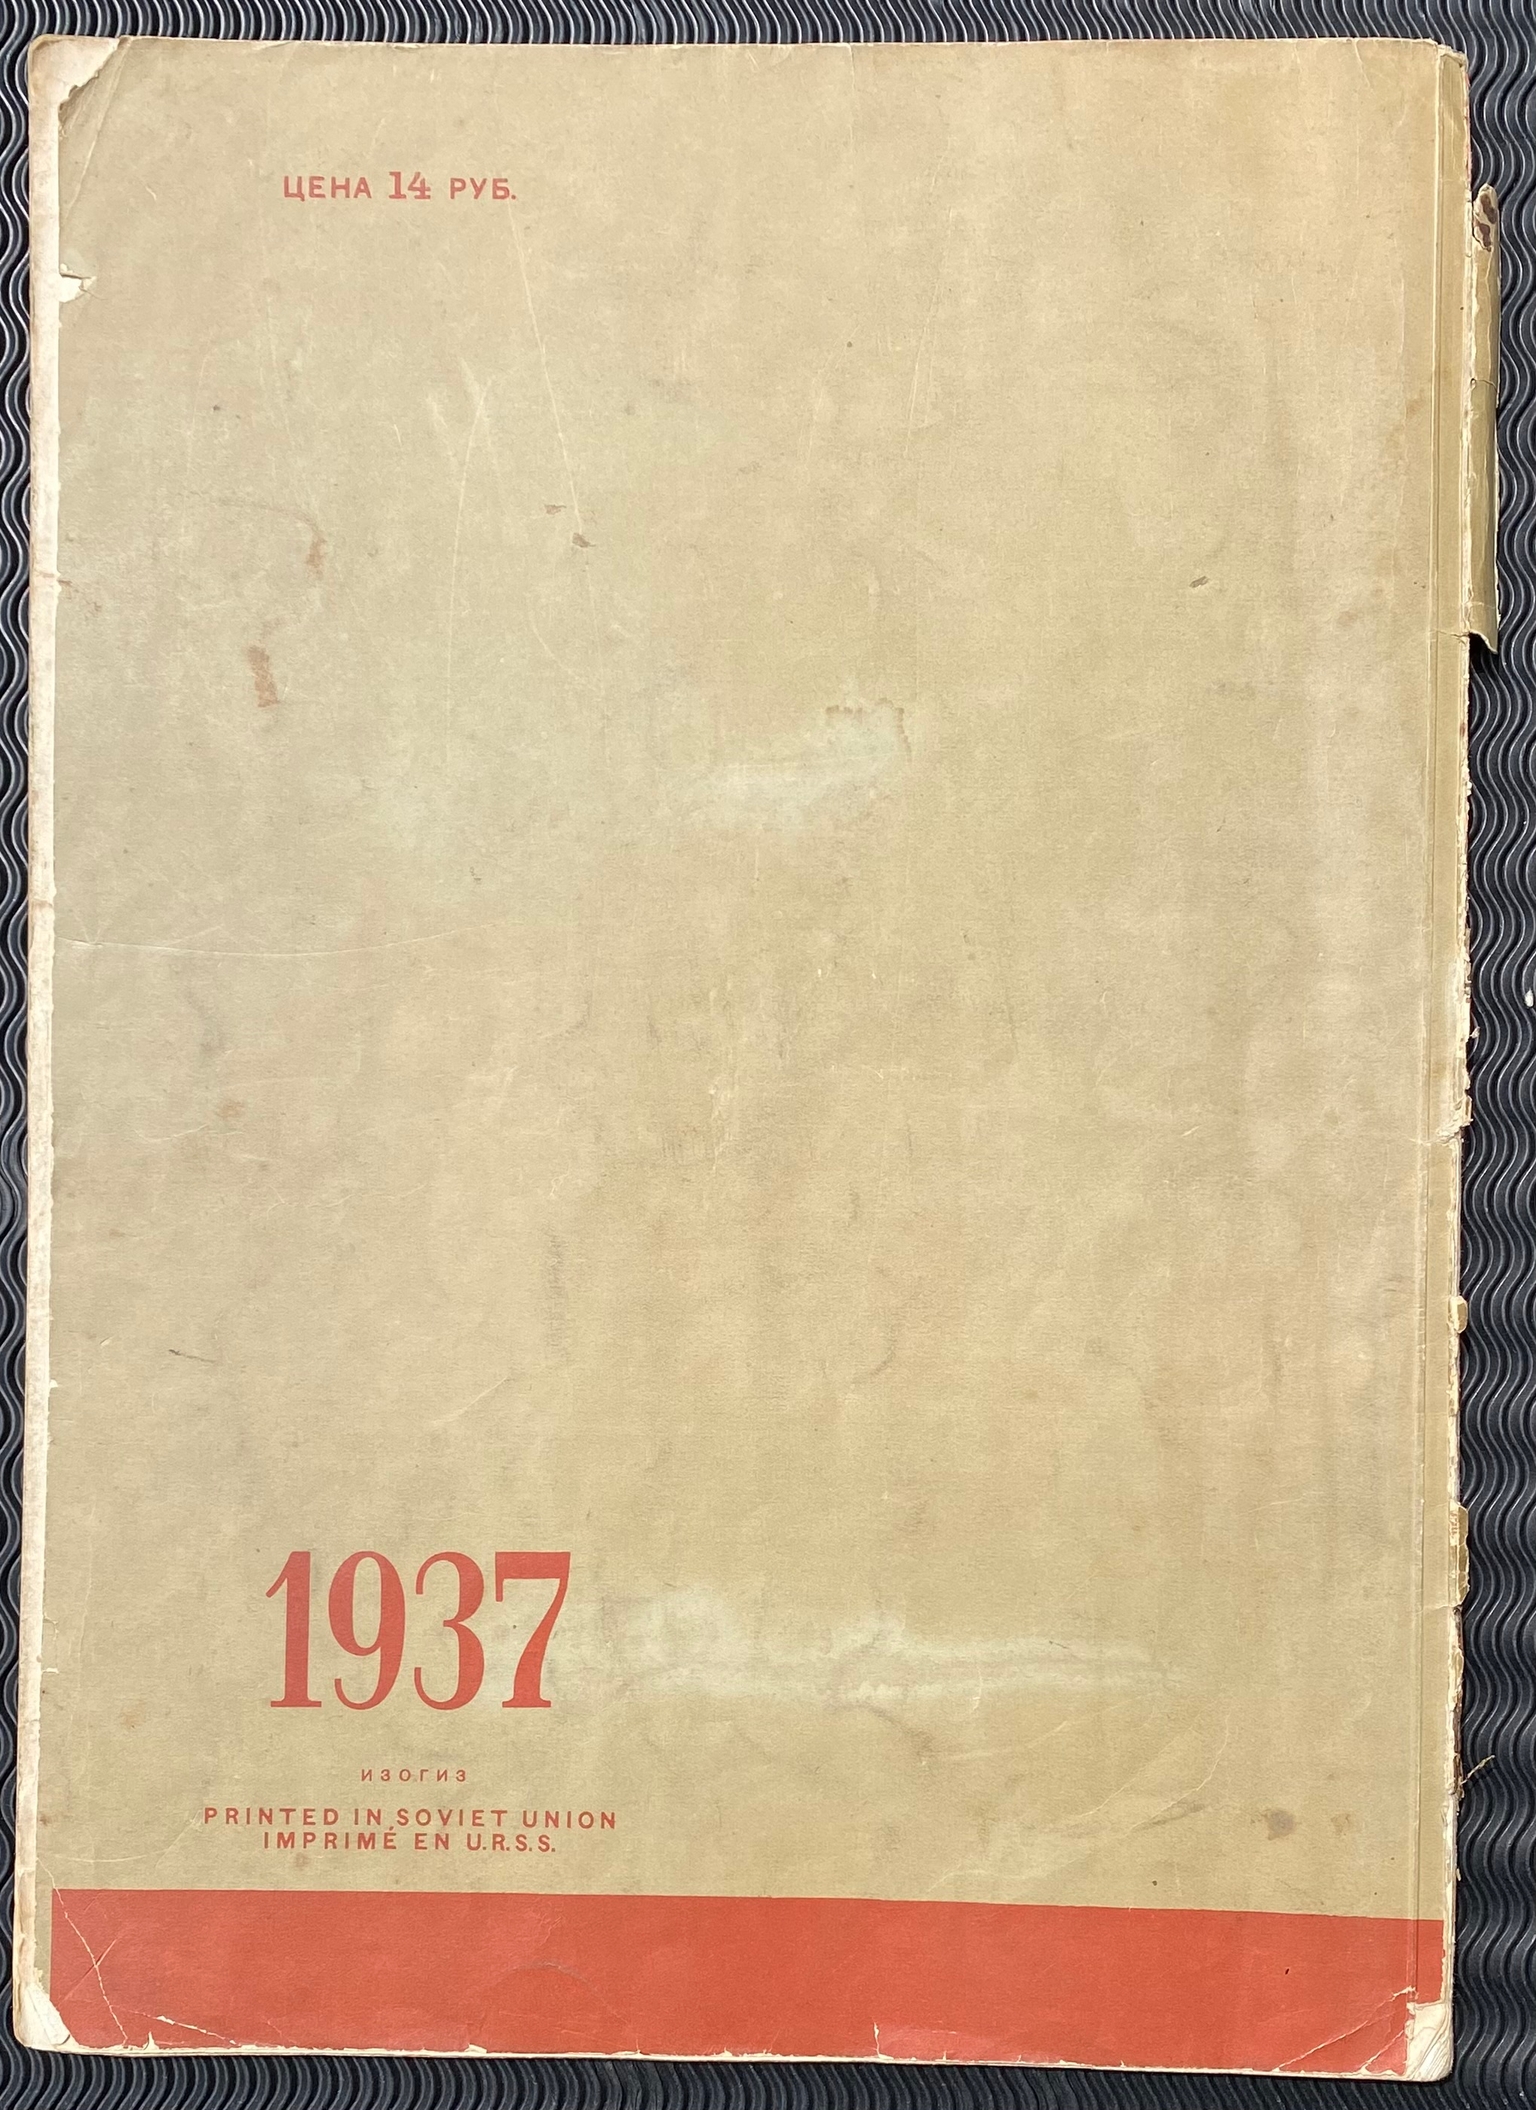 ЦЕНА 14 РУБ.
1937
ИЗОГИЗ
PRINTED IN SOVIET UNION
IMPRIMÉ EN U.R.S.S.